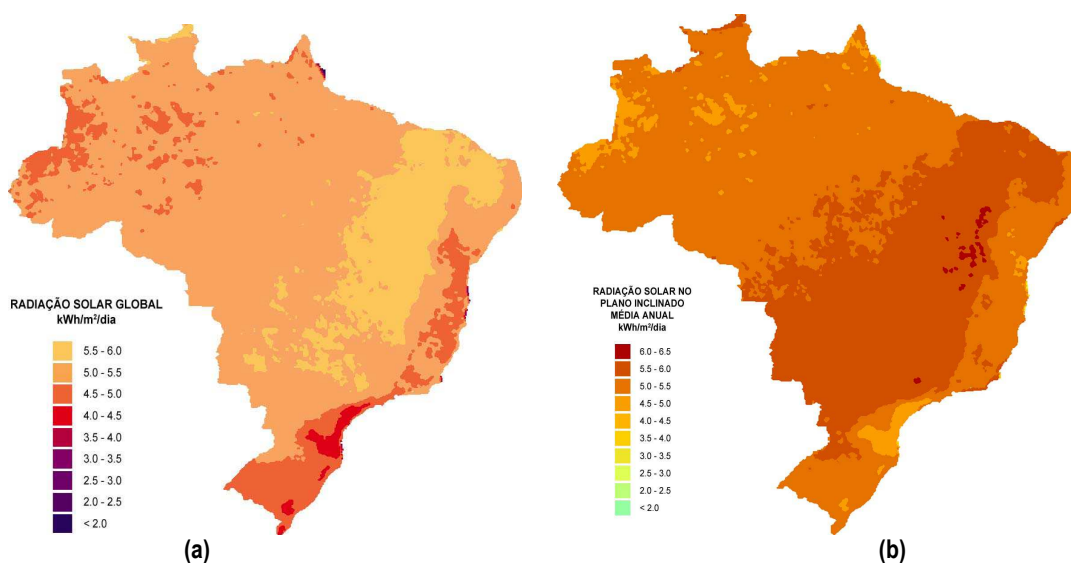 RADIAÇÃO SOLAR GLOBAL
kWh/m²/dia
5.5 - 6.0
5.0 - 5.5
4.5 - 5.0
4.0 - 4.5
3.5 - 4.0
3.0 - 3.5
2.5 - 3.0
2.0 - 2.5
< 2.0
(a)
RADIAÇÃO SOLAR NO
PLANO INCLINADO
MÉDIA ANUAL
kWh/m²/dia
6.0 - 6.5
5.5 - 6.0
5.0 - 5.5
4.5 - 5.0
4.0 - 4.5
3.5 - 4.0
3.0 - 3.5
2.5 - 3.0
2.0 - 2.5
< 2.0
(b)